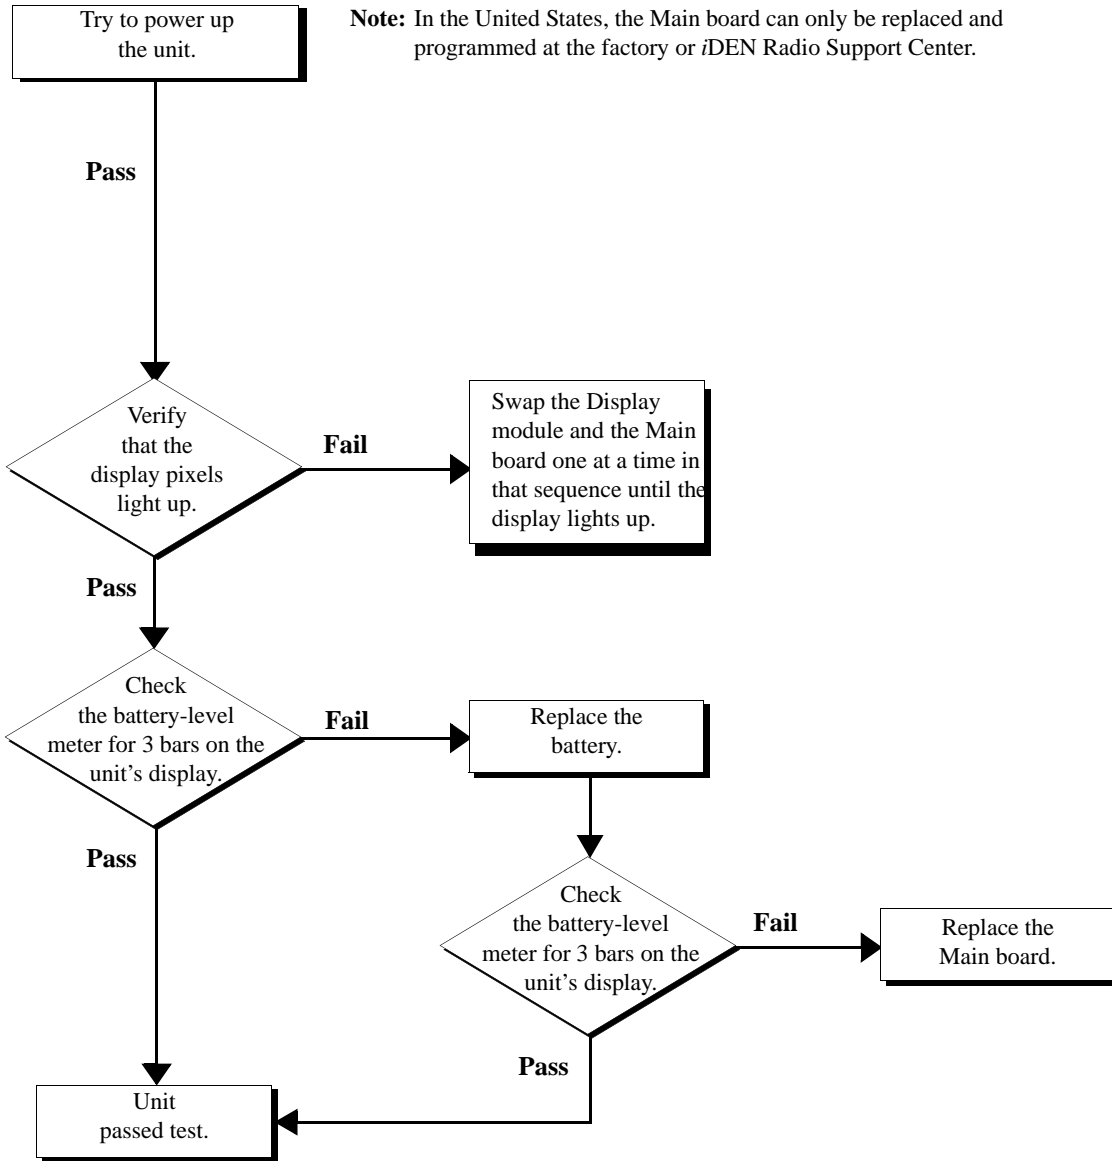 Try to power up
the unit.
Note: In the United States, the Main board can only be replaced and
programmed at the factory or iDEN Radio Support Center.
Pass
Verify
that the
display pixels
light up.
Fail
Swap the Display
module and the Main
board one at a time in
that sequence until the
display lights up.
Pass
Check
the battery-level
meter for 3 bars on the
unit's display.
Fail
Replace the
battery.
Pass
Check
the battery-level
meter for 3 bars on the
unit's display.
Fail
Replace the
Main board.
Pass
Unit
passed test.